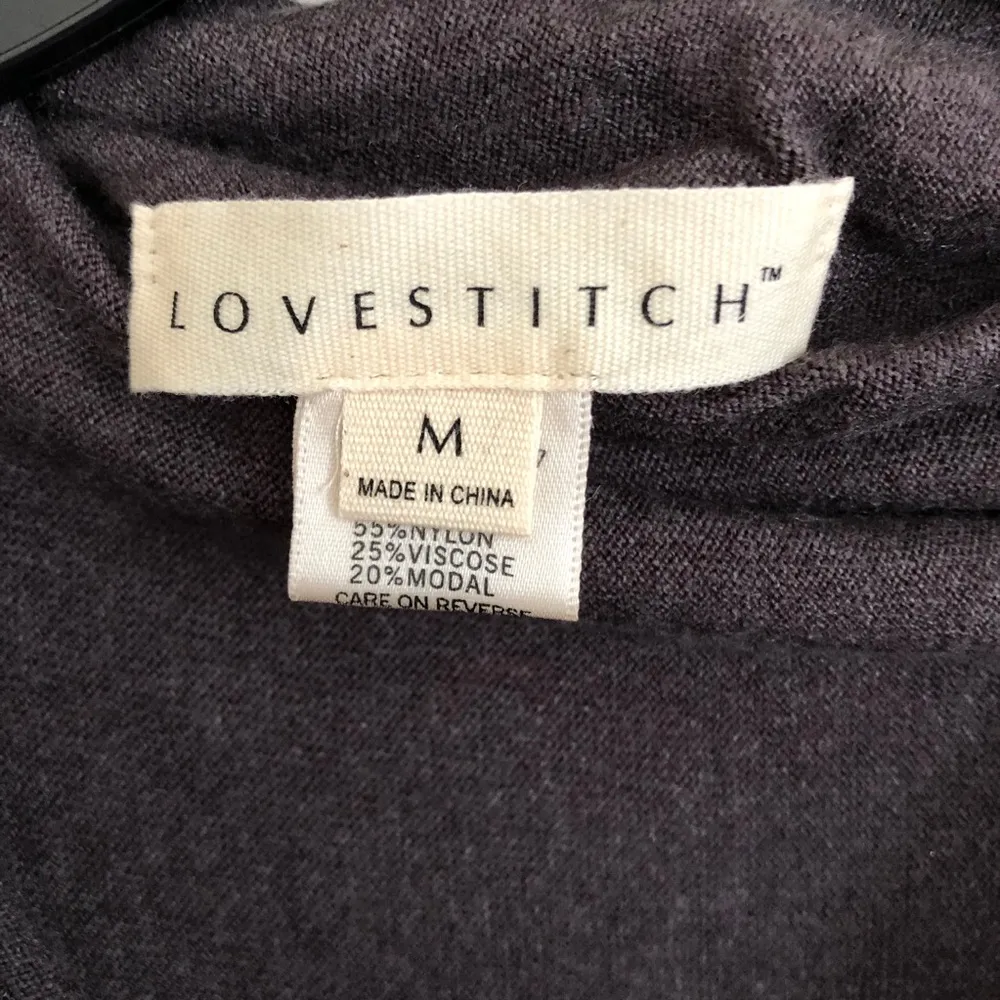 LOVESTITCH™
M
MADE IN CHINA
55%NYLON
25%VISCOSE
20%MODAL
CARE ON REVERSE